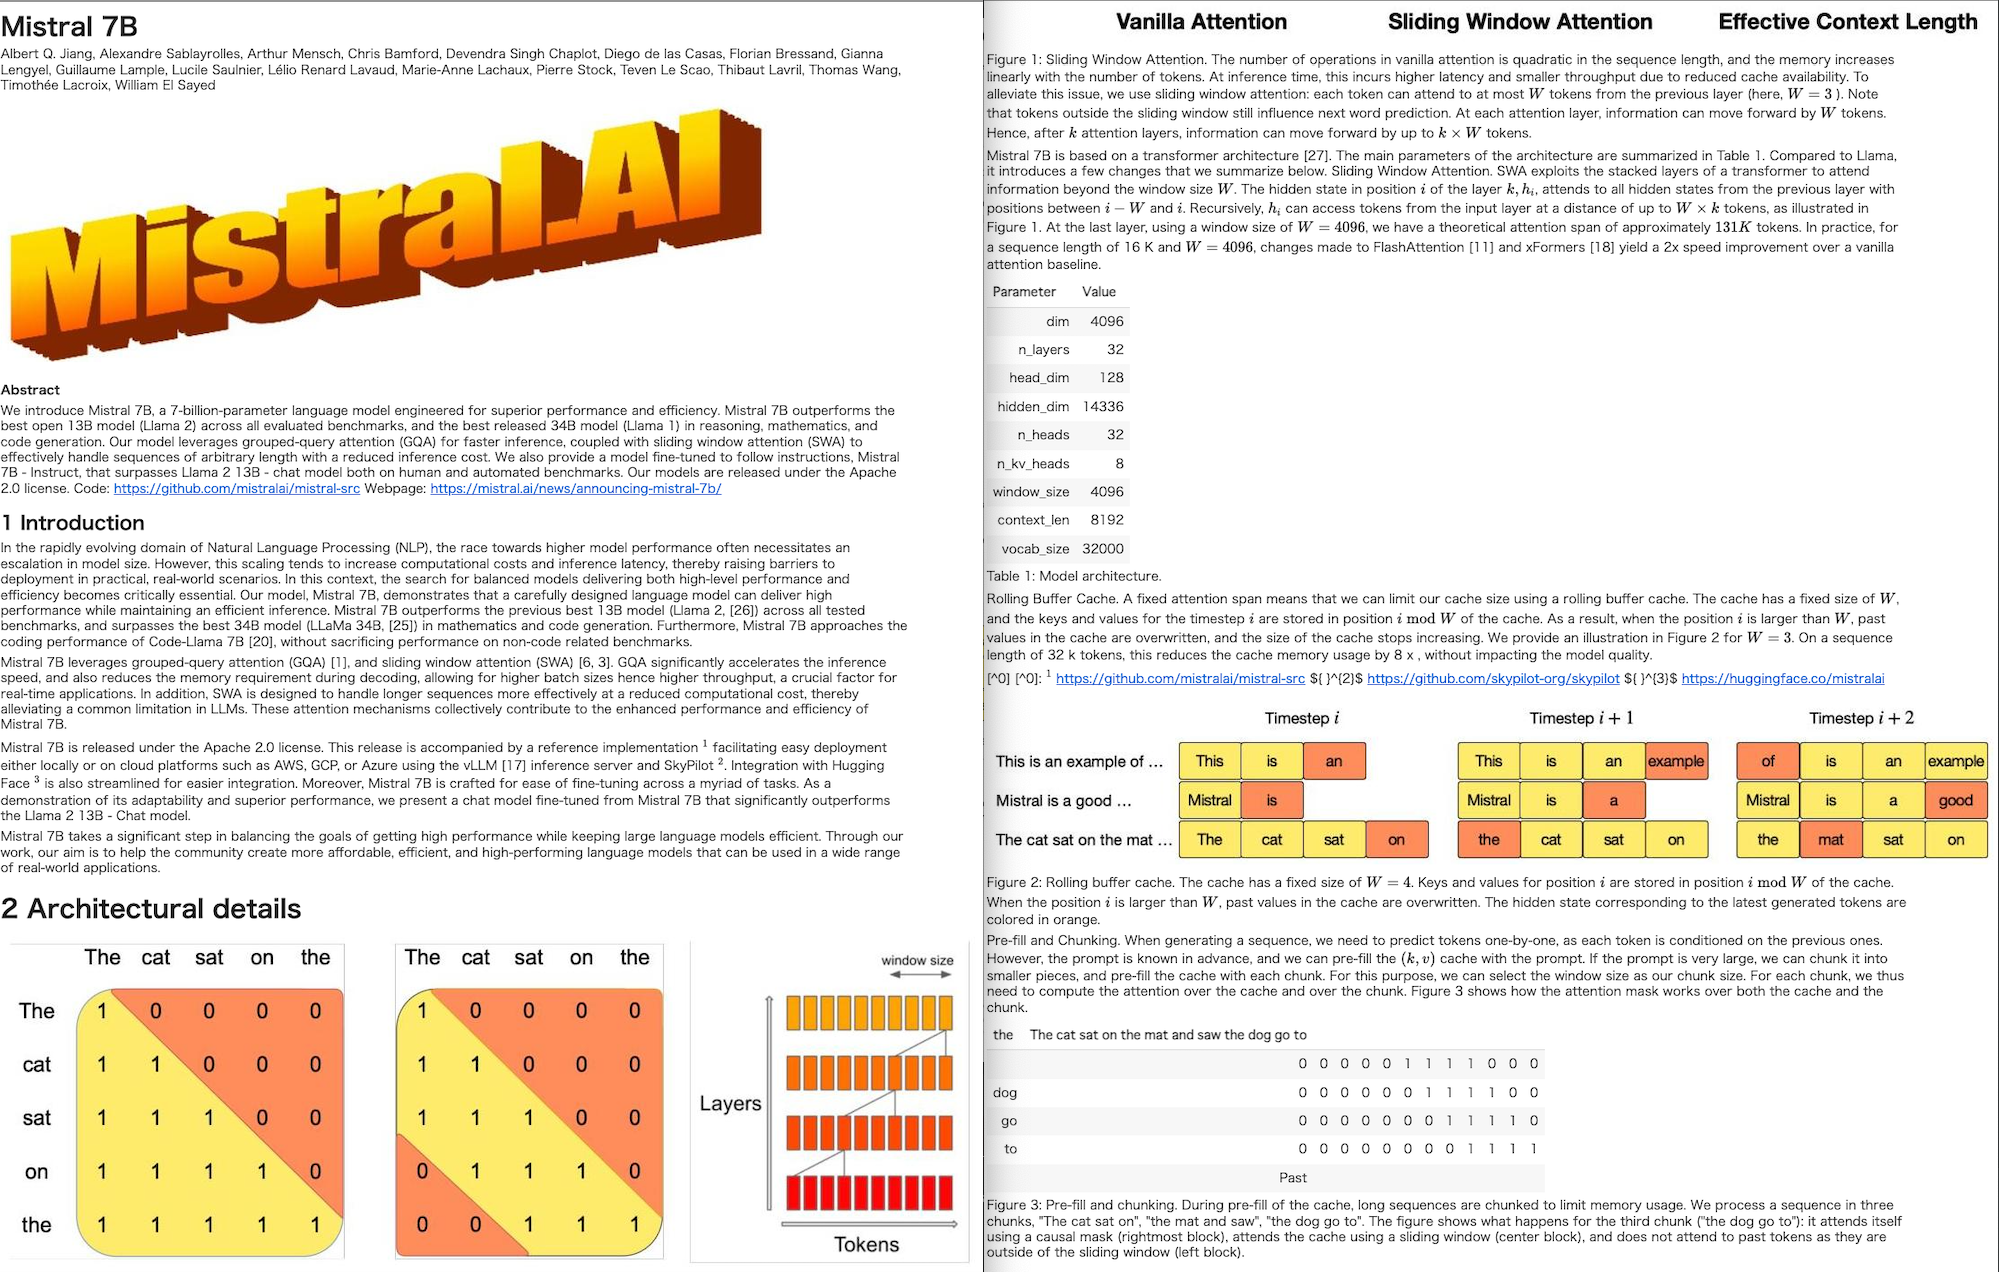 Mistral 7B
Albert Q. Jiang, Alexandre Sablayrolles, Arthur Mensch, Chris Bamford, Devendra Singh Chaplot, Diego de las Casas, Florian Bressand, Gianna
Lengyel, Guillaume Lample, Lucile Saulnier, Lélio Renard Lavaud, Marie-Anne Lachaux, Pierre Stock, Teven Le Scao, Thibaut Lavril, Thomas Wang,
Timothée Lacroix, William El Sayed
Mistral.AI
Abstract
We introduce Mistral 7B, a 7-billion-parameter language model engineered for superior performance and efficiency. Mistral 7B outperforms the
best open 13B model (Llama 2) across all evaluated benchmarks, and the best released 34B model (Llama 1) in reasoning, mathematics, and
code generation. Our model leverages grouped-query attention (GQA) for faster inference, coupled with sliding window attention (SWA) to
effectively handle sequences of arbitrary length with a reduced inference cost. We also provide a model fine-tuned to follow instructions, Mistral
7B - Instruct, that surpasses Llama 2 13B - chat model both on human and automated benchmarks. Our models are released under the Apache
2.0 license. Code: https://github.com/mistralai/mistral-src Webpage: https://mistral.ai/news/announcing-mistral-7b/
1 Introduction
In the rapidly evolving domain of Natural Language Processing (NLP), the race towards higher model performance often necessitates an
escalation in model size. However, this scaling tends to increase computational costs and inference latency, thereby raising barriers to
deployment in practical, real-world scenarios. In this context, the search for balanced models delivering both high-level performance and
efficiency becomes critically essential. Our model, Mistral 7B, demonstrates that a carefully designed language model can deliver high
performance while maintaining an efficient inference. Mistral 7B outperforms the previous best 13B model (Llama 2, [26]) across all tested
benchmarks, and surpasses the best 34B model (LLaMa 34B, [25]) in mathematics and code generation. Furthermore, Mistral 7B approaches the
coding performance of Code-Llama 7B [20], without sacrificing performance on non-code related benchmarks.
Mistral 7B leverages grouped-query attention (GQA) [1], and sliding window attention (SWA) [6, 3]. GQA significantly accelerates the inference
speed, and also reduces the memory requirement during decoding, allowing for higher batch sizes hence higher throughput, a crucial factor for
real-time applications. In addition, SWA is designed to handle longer sequences more effectively at a reduced computational cost, thereby
alleviating a common limitation in LLMs. These attention mechanisms collectively contribute to the enhanced performance and efficiency of
Mistral 7B.
Mistral 7B is released under the Apache 2.0 license. This release is accompanied by a reference implementation ¹ facilitating easy deployment
either locally or on cloud platforms such as AWS, GCP, or Azure using the vLLM [17] inference server and SkyPilot ². Integration with Hugging
Face ³ is also streamlined for easier integration. Moreover, Mistral 7B is crafted for ease of fine-tuning across a myriad of tasks. As a
demonstration of its adaptability and superior performance, we present a chat model fine-tuned from Mistral 7B that significantly outperforms
the Llama 2 13B - Chat model.
Mistral 7B takes a significant step in balancing the goals of getting high performance while keeping large language models efficient. Through our
work, our aim is to help the community create more affordable, efficient, and high-performing language models that can be used in a wide range
of real-world applications.
2 Architectural details
The cat sat on the
The 1 0 0 0 0
cat 1 1 0 0 0
sat 1 1 1 0 0
on 1 1 1 1 0
the 1 1 1 1 1
The cat sat on the
1 0 0 0 0
1 1 0 0 0
1 1 1 0 0
0 1 1 1 0
0 0 1 1 1
window size
Layers
Tokens
Vanilla Attention Sliding Window Attention Effective Context Length
Figure 1: Sliding Window Attention. The number of operations in vanilla attention is quadratic in the sequence length, and the memory increases
linearly with the number of tokens. At inference time, this incurs higher latency and smaller throughput due to reduced cache availability. To
alleviate this issue, we use sliding window attention: each token can attend to at most W tokens from the previous layer (here, W = 3 ). Note
that tokens outside the sliding window still influence next word prediction. At each attention layer, information can move forward by W tokens.
Hence, after k attention layers, information can move forward by up to k × W tokens.
Mistral 7B is based on a transformer architecture [27]. The main parameters of the architecture are summarized in Table 1. Compared to Llama,
it introduces a few changes that we summarize below. Sliding Window Attention. SWA exploits the stacked layers of a transformer to attend
information beyond the window size W. The hidden state in position i of the layer k, hᵢ, attends to all hidden states from the previous layer with
positions between i − W and i. Recursively, hᵢ can access tokens from the input layer at a distance of up to W × k tokens, as illustrated in
Figure 1. At the last layer, using a window size of W = 4096, we have a theoretical attention span of approximately 131K tokens. In practice, for
a sequence length of 16 K and W = 4096, changes made to FlashAttention [11] and xFormers [18] yield a 2x speed improvement over a vanilla
attention baseline.
Parameter Value
dim 4096
n_layers 32
head_dim 128
hidden_dim 14336
n_heads 32
n_kv_heads 8
window_size 4096
context_len 8192
vocab_size 32000
Table 1: Model architecture.
Rolling Buffer Cache. A fixed attention span means that we can limit our cache size using a rolling buffer cache. The cache has a fixed size of W,
and the keys and values for the timestep i are stored in position i mod W of the cache. As a result, when the position i is larger than W, past
values in the cache are overwritten, and the size of the cache stops increasing. We provide an illustration in Figure 2 for W = 3. On a sequence
length of 32 k tokens, this reduces the cache memory usage by 8 x , without impacting the model quality.
[^0] [^0]: ¹ https://github.com/mistralai/mistral-src ${ }^{2}$ https://github.com/skypilot-org/skypilot ${ }^{3}$ https://huggingface.co/mistralai
Timestep i Timestep i + 1 Timestep i + 2
This is an example of ... This is an This is an example of is an example
Mistral is a good ... Mistral is Mistral is a Mistral is a good
The cat sat on the mat ... The cat sat on the cat sat on the mat sat on
Figure 2: Rolling buffer cache. The cache has a fixed size of W = 4. Keys and values for position i are stored in position i mod W of the cache.
When the position i is larger than W, past values in the cache are overwritten. The hidden state corresponding to the latest generated tokens are
colored in orange.
Pre-fill and Chunking. When generating a sequence, we need to predict tokens one-by-one, as each token is conditioned on the previous ones.
However, the prompt is known in advance, and we can pre-fill the (k, v) cache with the prompt. If the prompt is very large, we can chunk it into
smaller pieces, and pre-fill the cache with each chunk. For this purpose, we can select the window size as our chunk size. For each chunk, we thus
need to compute the attention over the cache and over the chunk. Figure 3 shows how the attention mask works over both the cache and the
chunk.
the The cat sat on the mat and saw the dog go to
0 0 0 0 0 1 1 1 1 0 0 0
dog 0 0 0 0 0 0 1 1 1 1 0 0
go 0 0 0 0 0 0 0 1 1 1 1 0
to 0 0 0 0 0 0 0 0 1 1 1 1
Past
Figure 3: Pre-fill and chunking. During pre-fill of the cache, long sequences are chunked to limit memory usage. We process a sequence in three
chunks, "The cat sat on", "the mat and saw", "the dog go to". The figure shows what happens for the third chunk ("the dog go to"): it attends itself
using a causal mask (rightmost block), attends the cache using a sliding window (center block), and does not attend to past tokens as they are
outside of the sliding window (left block).